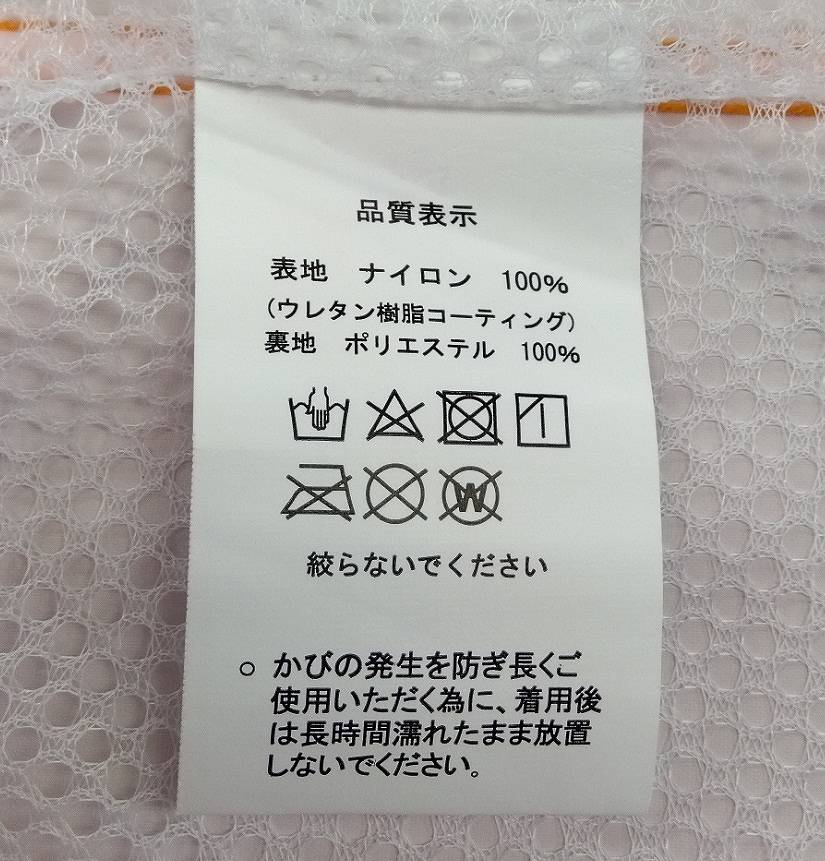 品質表示
表地　ナイロン　100%
(ウレタン樹脂コーティング)
裏地　ポリエステル　100%
W
絞らないでください
○ かびの発生を防ぎ長くご
使用いただく為に、着用後
は長時間濡れたまま放置
しないでください。